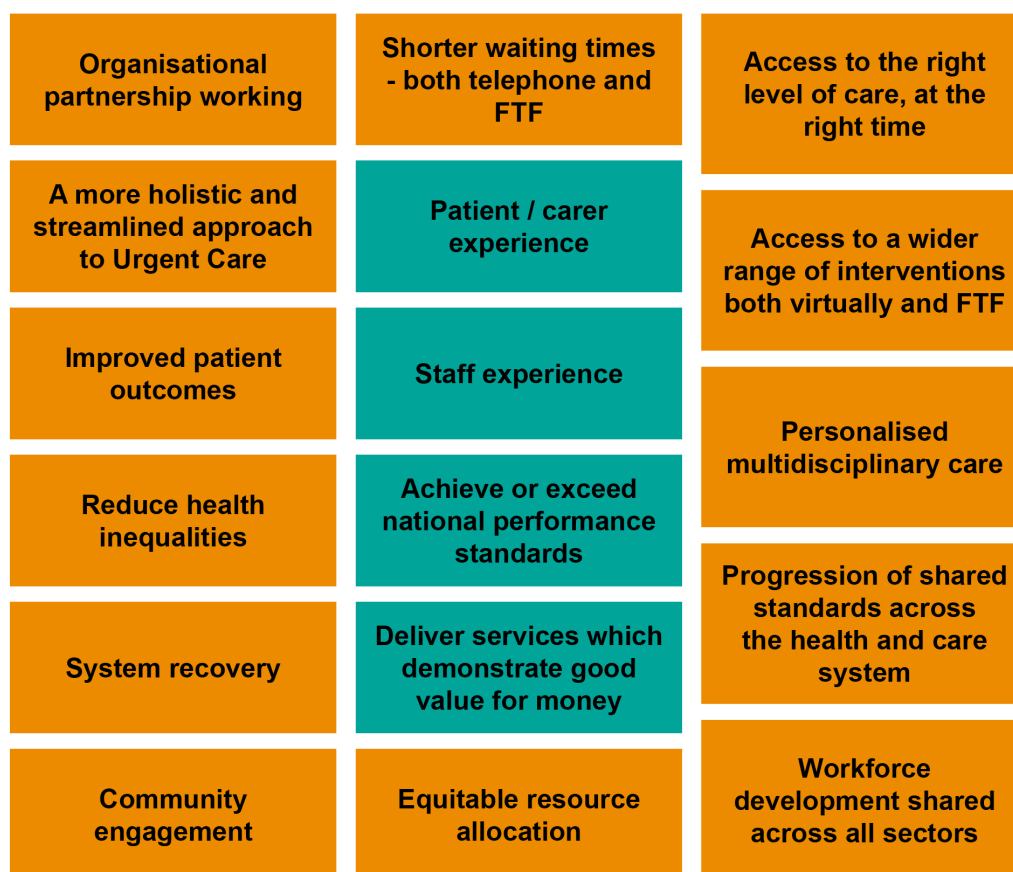 Organisational
partnership working
A more holistic and
streamlined approach
to Urgent Care
Improved patient
outcomes
Reduce health
inequalities
System recovery
Community
engagement
Shorter waiting times
- both telephone and
FTF
Patient / carer
experience
Staff experience
Achieve or exceed
national performance
standards
Deliver services which
demonstrate good
value for money
Equitable resource
allocation
Access to the right
level of care, at the
right time
Access to a wider
range of interventions
both virtually and FTF
Personalised
multidisciplinary care
Progression of shared
standards across
the health and care
system
Workforce
development shared
across all sectors